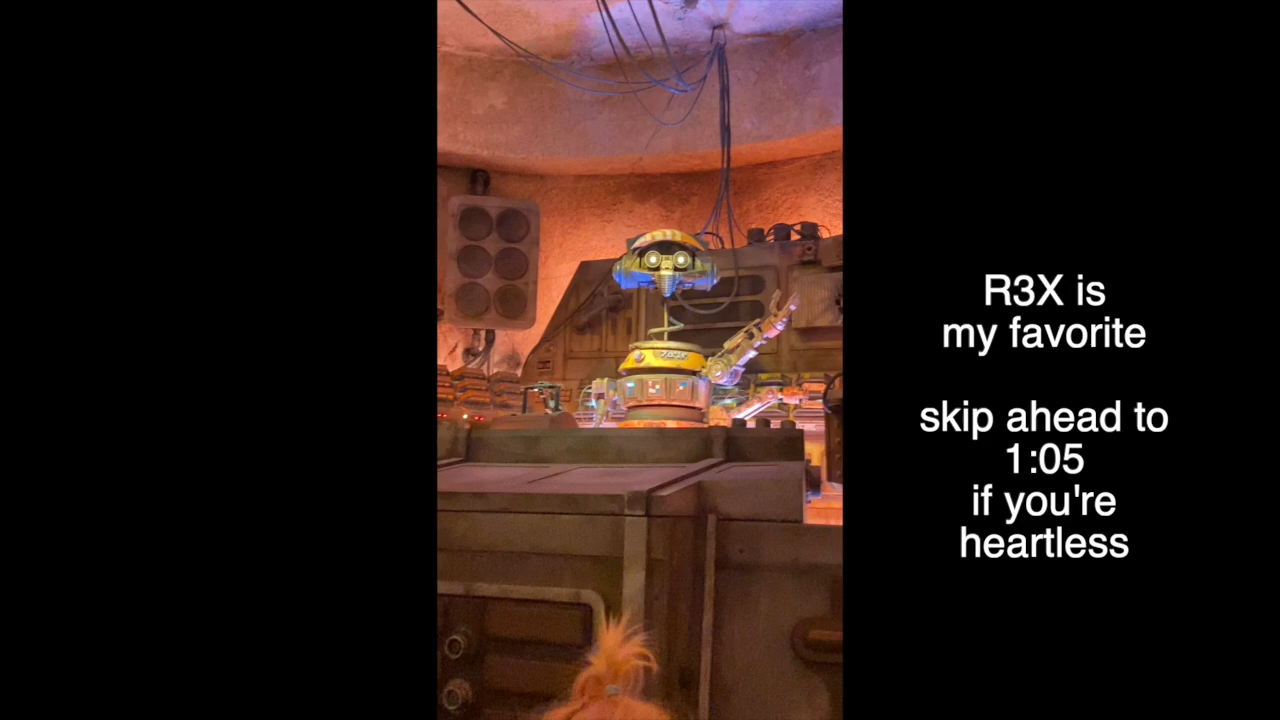 R3X is
my favorite
skip ahead to
1:05
if you're
heartless